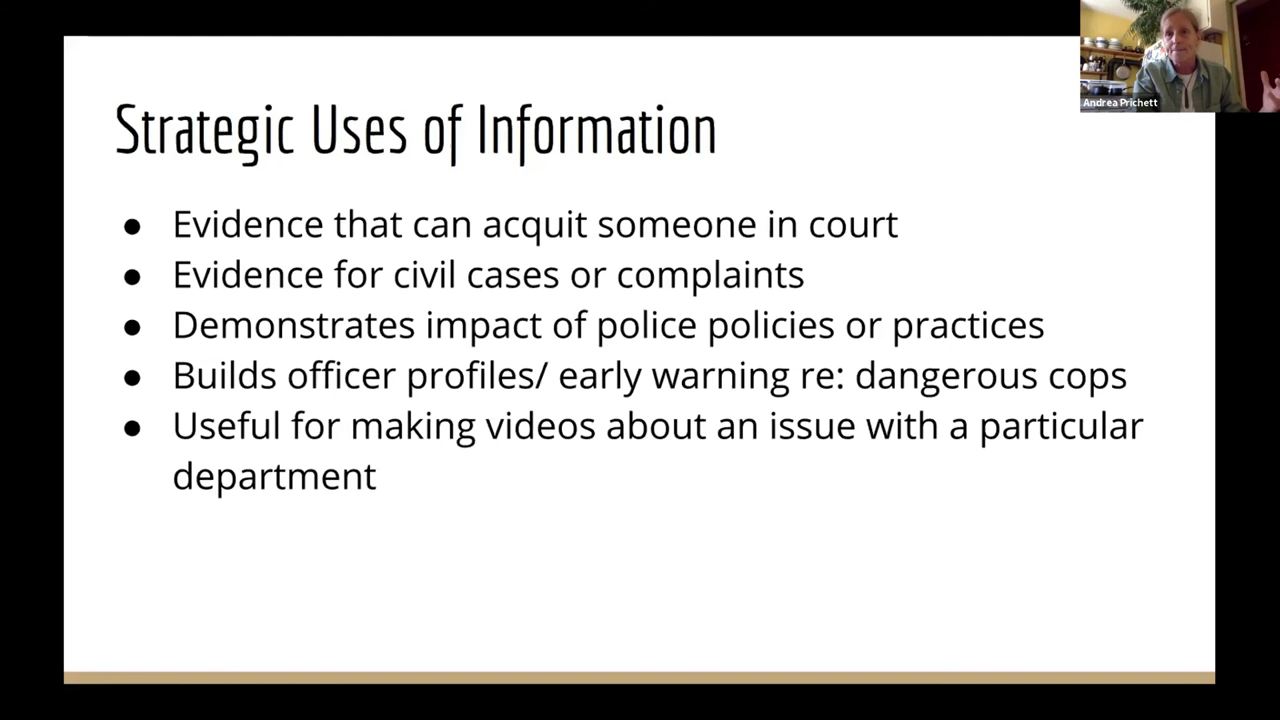 Strategic Uses of Information
● Evidence that can acquit someone in court
● Evidence for civil cases or complaints
● Demonstrates impact of police policies or practices
● Builds officer profiles/ early warning re: dangerous cops
● Useful for making videos about an issue with a particular
department
Andrea Prichett